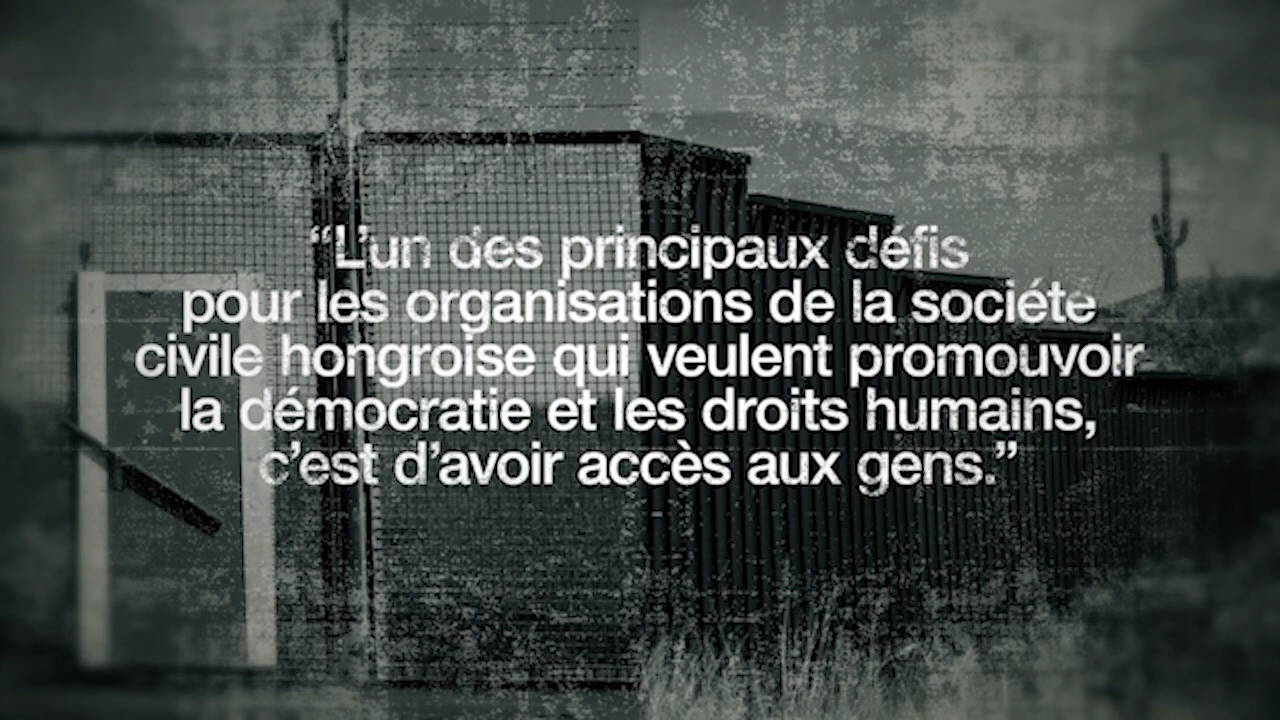 “L’un des principaux défis
pour les organisations de la société
civile hongroise qui veulent promouvoir
la démocratie et les droits humains,
c’est d’avoir accès aux gens.”